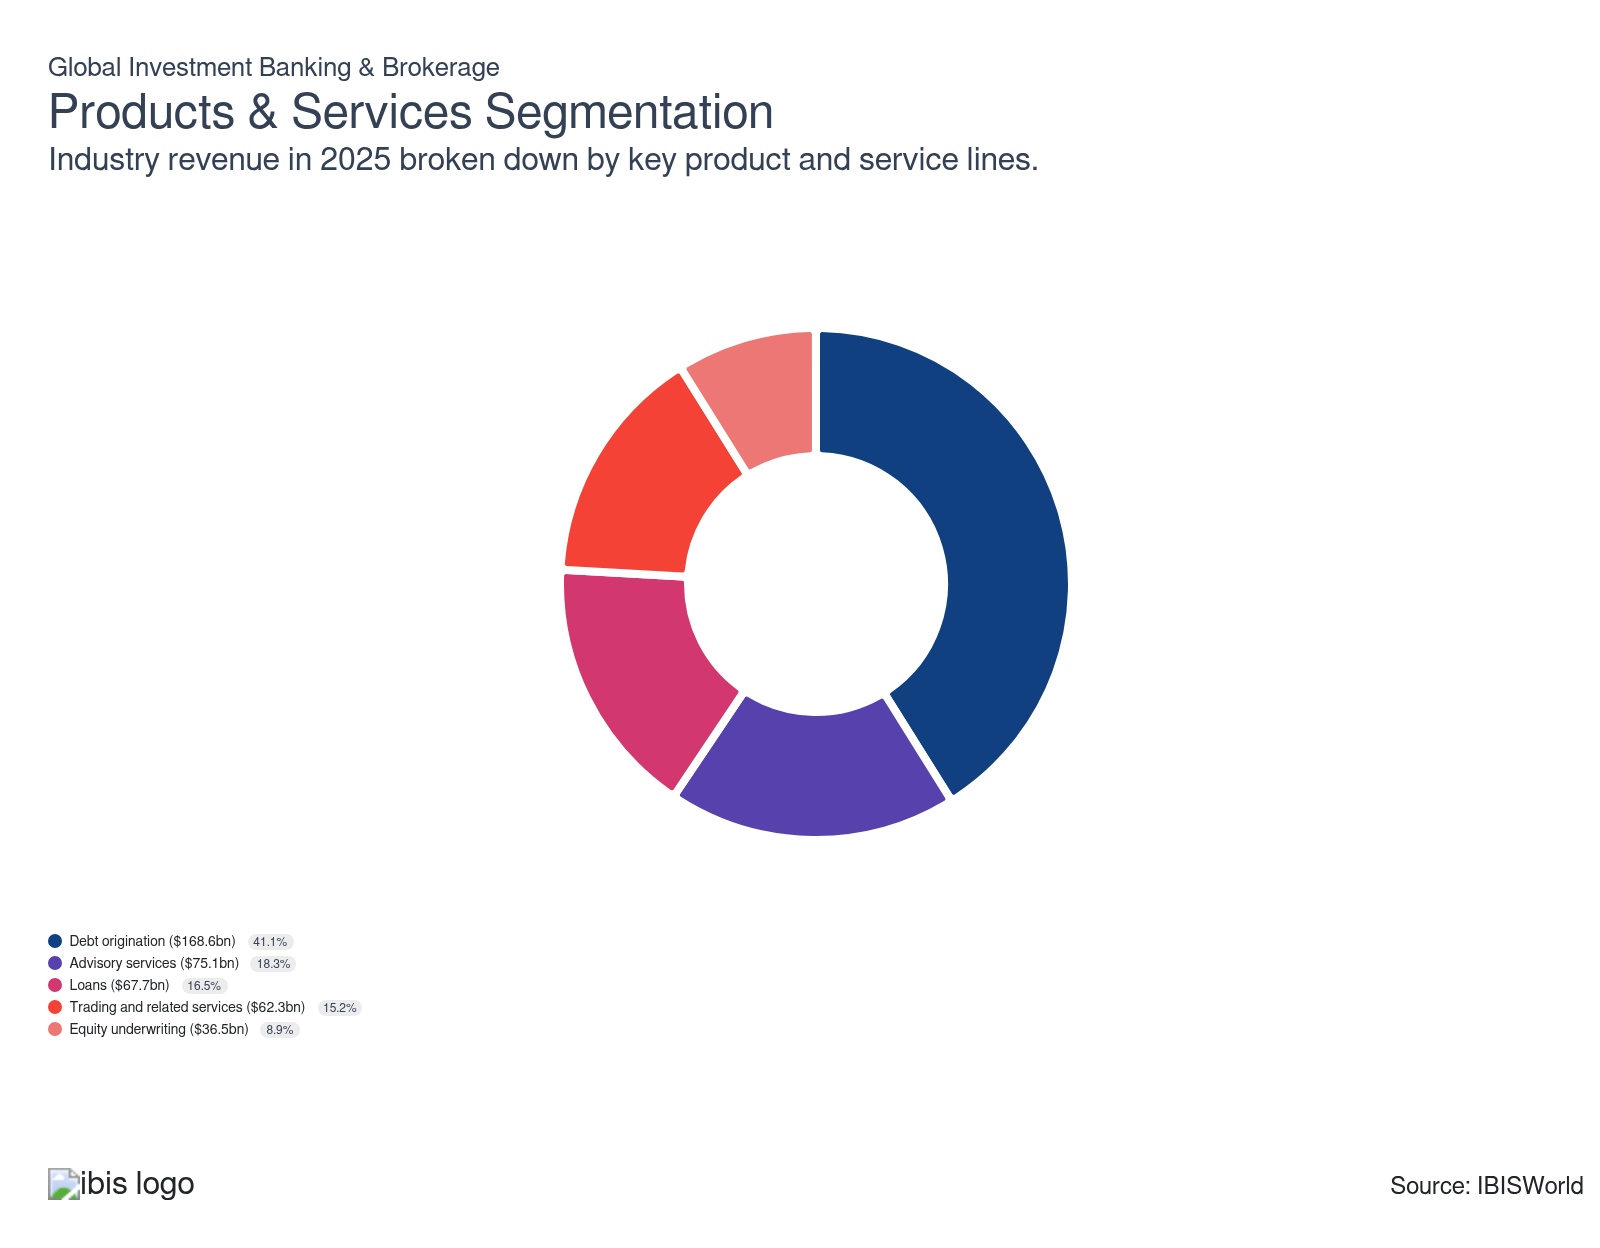 Global Investment Banking & Brokerage
Products & Services Segmentation
Industry revenue in 2025 broken down by key product and service lines.
Debt origination ($168.6bn) 41.1%
Advisory services ($75.1bn) 18.3%
Loans ($67.7bn) 16.5%
Trading and related services ($62.3bn) 15.2%
Equity underwriting ($36.5bn) 8.9%
ibis logo
Source: IBISWorld